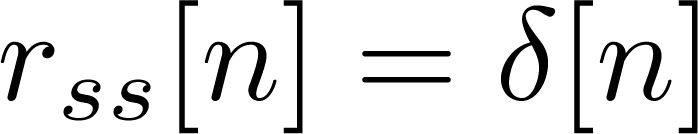 r_{ss}[n] = δ[n]